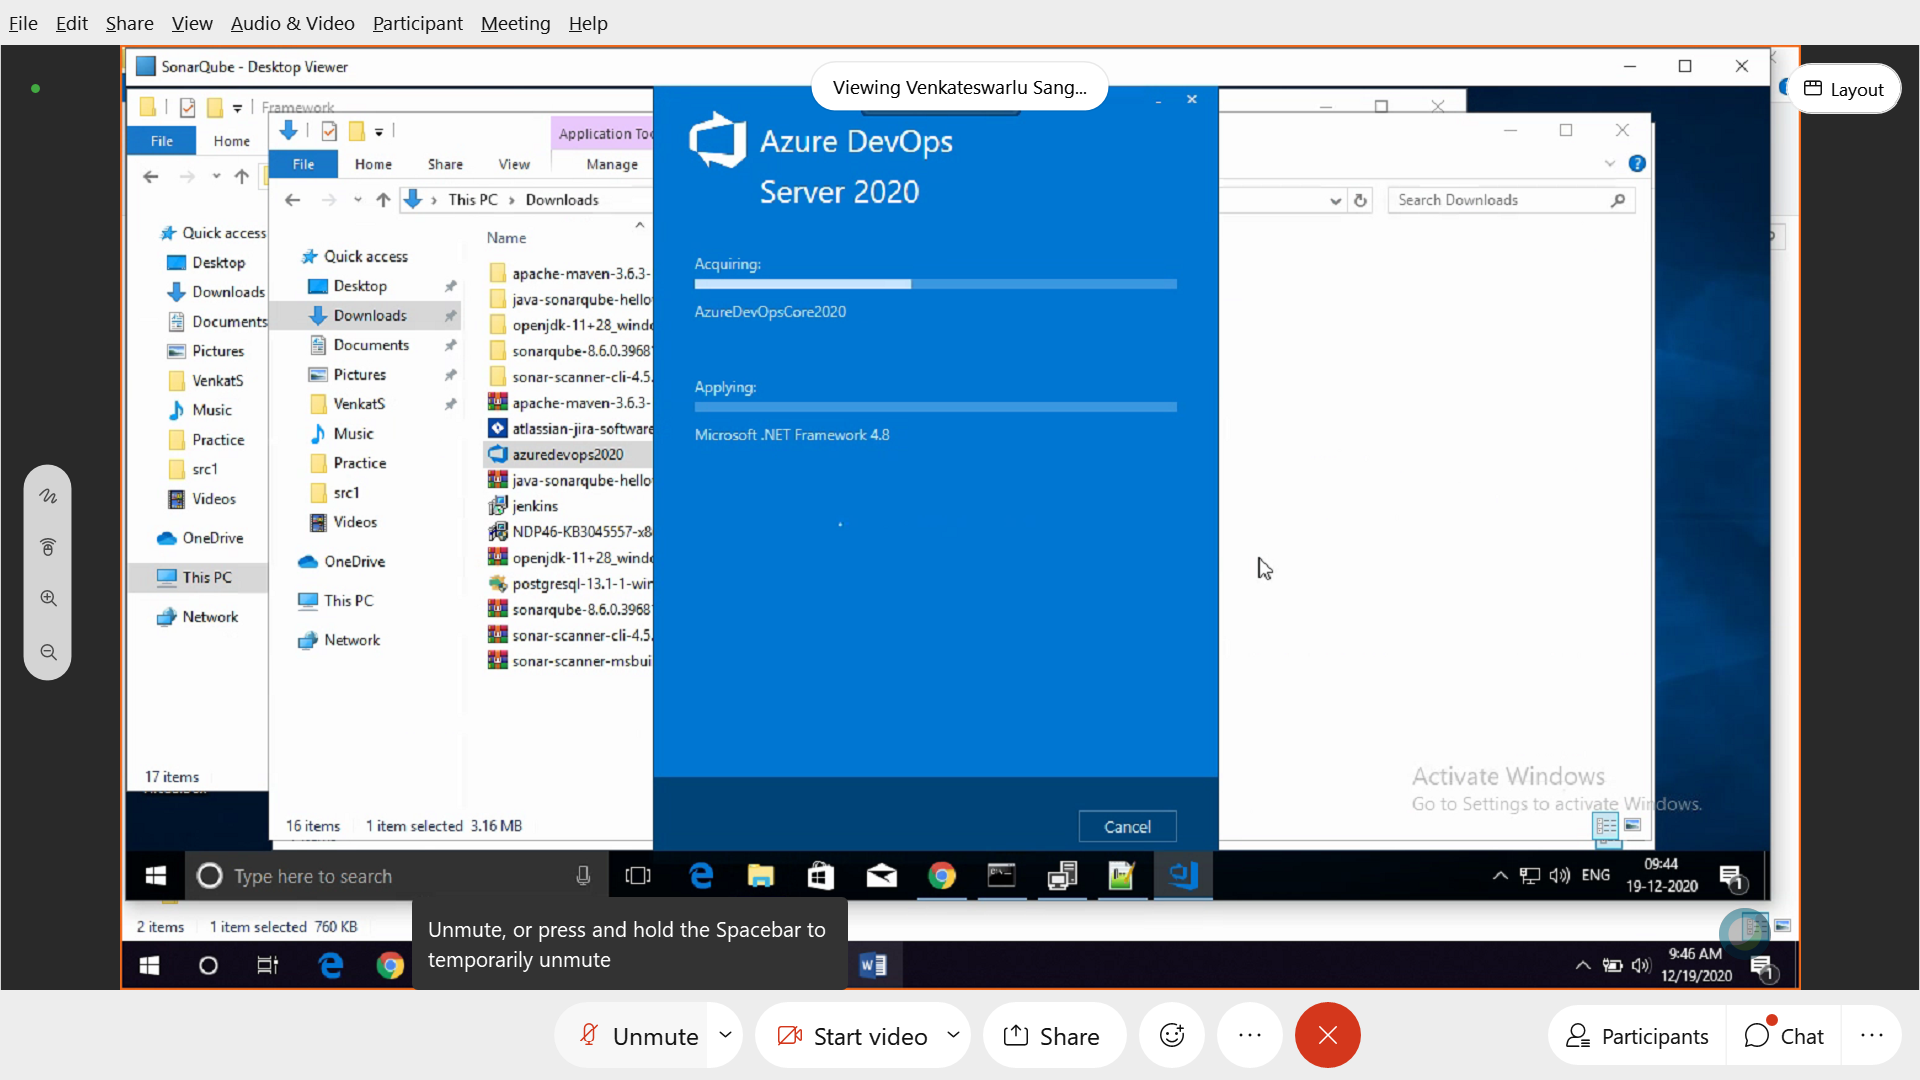 File Edit Share View Audio & Video Participant Meeting Help
SonarQube - Desktop Viewer
Viewing Venkateswarlu Sang...
Layout
Framework
File Home
Quick access
Desktop
Downloads
Documents
Pictures
VenkatS
Music
Practice
src1
Videos
OneDrive
This PC
Network
17 items
File Home Share View Manage
This PC > Downloads
Search Downloads
Quick access
Desktop
Downloads
Documents
Pictures
VenkatS
Music
Practice
src1
Videos
OneDrive
This PC
Network
Name
apache-maven-3.6.3-
java-sonarqube-hello
openjdk-11+28_windo
sonarqube-8.6.0.3968
sonar-scanner-cli-4.5.
apache-maven-3.6.3-
atlassian-jira-software
azuredevops2020
java-sonarqube-hello
jenkins
NDP46-KB3045557-x8
openjdk-11+28_windo
postgresql-13.1-1-win
sonarqube-8.6.0.3968
sonar-scanner-cli-4.5.
sonar-scanner-msbui
16 items 1 item selected 3.16 MB
Azure DevOps
Server 2020
Acquiring:
AzureDevOpsCore2020
Applying:
Microsoft .NET Framework 4.8
Cancel
Activate Windows
Go to Settings to activate Windows.
Type here to search
ENG
09:44
19-12-2020
1
2 items 1 item selected 760 KB
Unmute, or press and hold the Spacebar to
temporarily unmute
9:46 AM
12/19/2020
1
Unmute Start video Share
Participants Chat